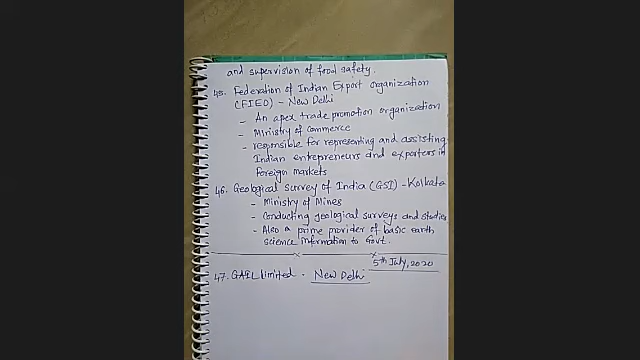 and supervision of food safety.
45. Federation of Indian Export Organization
(FIEO) - New Delhi
- An apex trade promotion organization
- Ministry of commerce
- responsible for representing and assisting
Indian entrepreneurs and exporters in
foreign markets
46. Geological Survey of India (GSI) - Kolkata
- Ministry of Mines
- Conducting geological surveys and studies
- Also a prime provider of basic earth
science information to Govt.
5th July, 2020
47. GAIL Limited - New Delhi